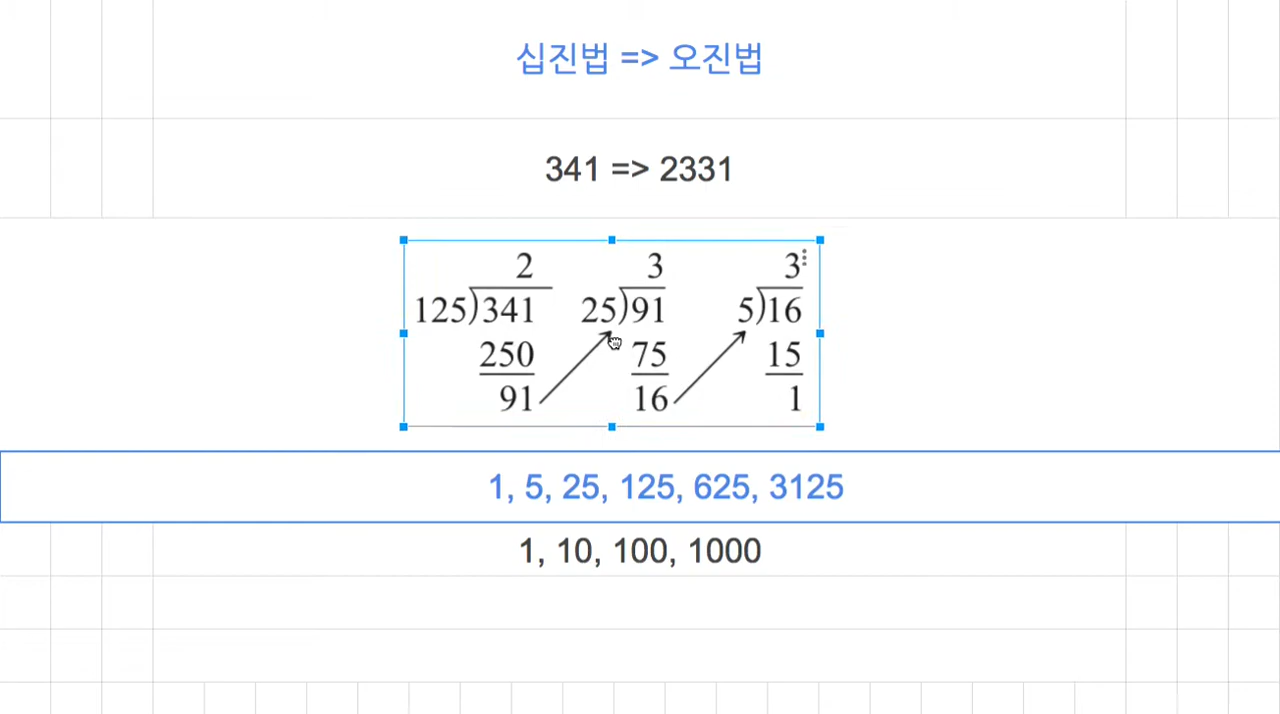 십진법 => 오진법
341 => 2331
2 3 3
125)341 25)91 5)16
250 75 15
91 16 1
1, 5, 25, 125, 625, 3125
1, 10, 100, 1000